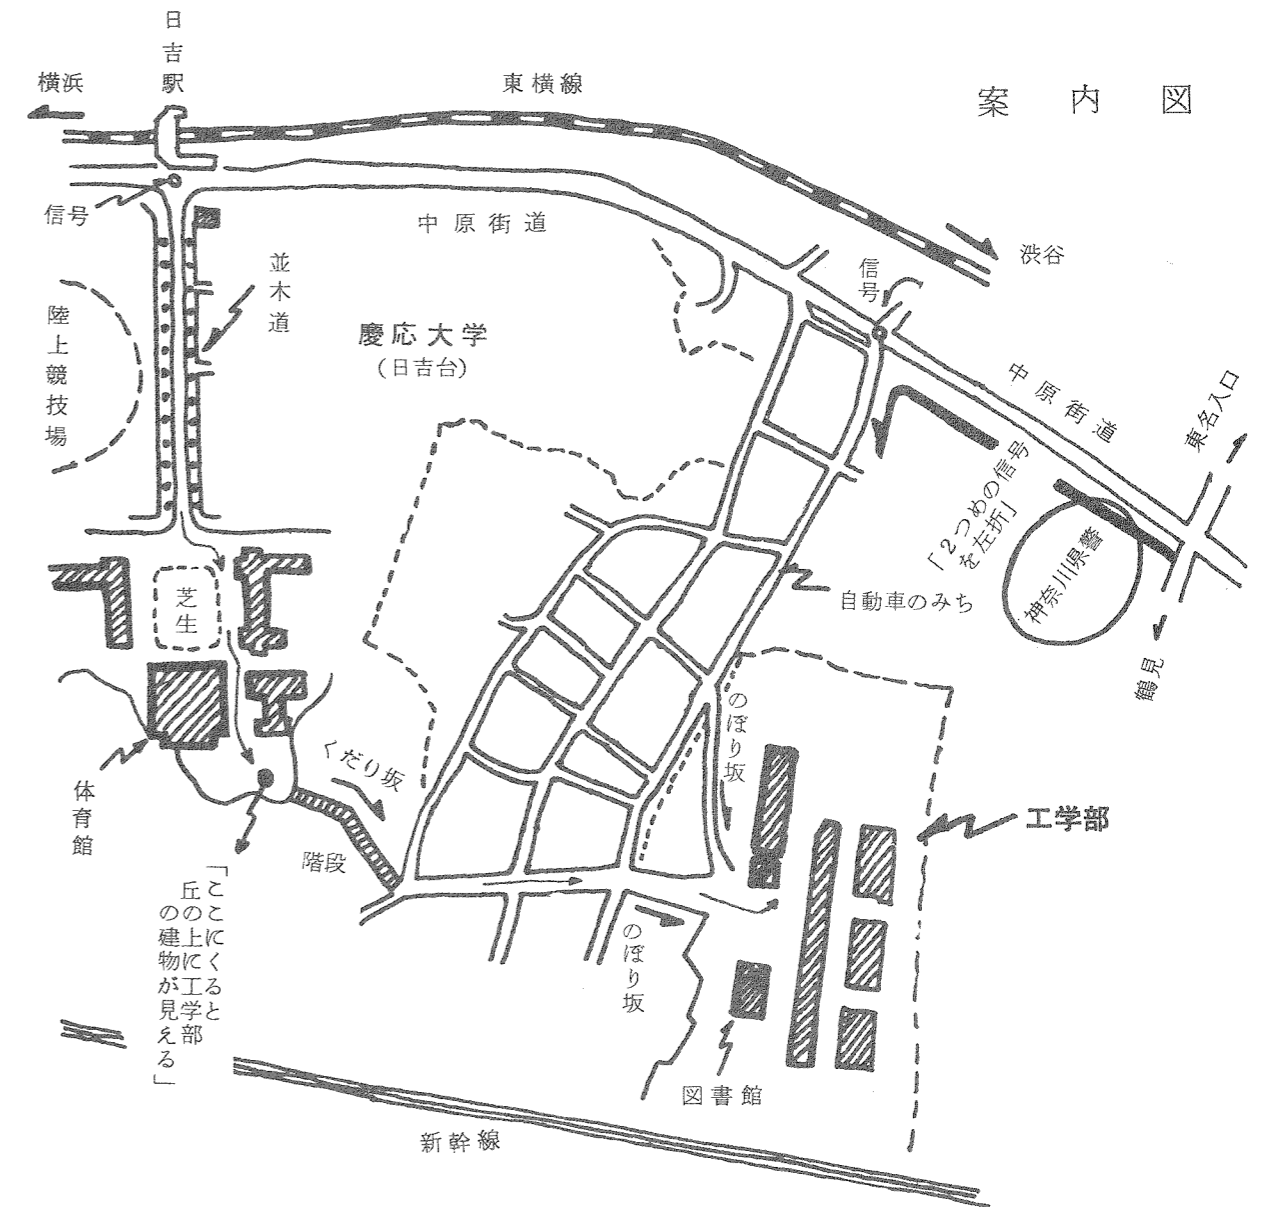 案内図
日吉駅
横浜
東横線
信号
中原街道
渋谷
並木道
陸上競技場
慶応大学
(日吉台)
信号
中原街道
東名入口
「2つめの信号
を左折」
神奈川県警
自動車のみち
鶴見
芝生
のぼり坂
くだり坂
体育館
階段
工学部
「ここにくると
丘の上に工学部
の建物が見える」
のぼり坂
図書館
新幹線